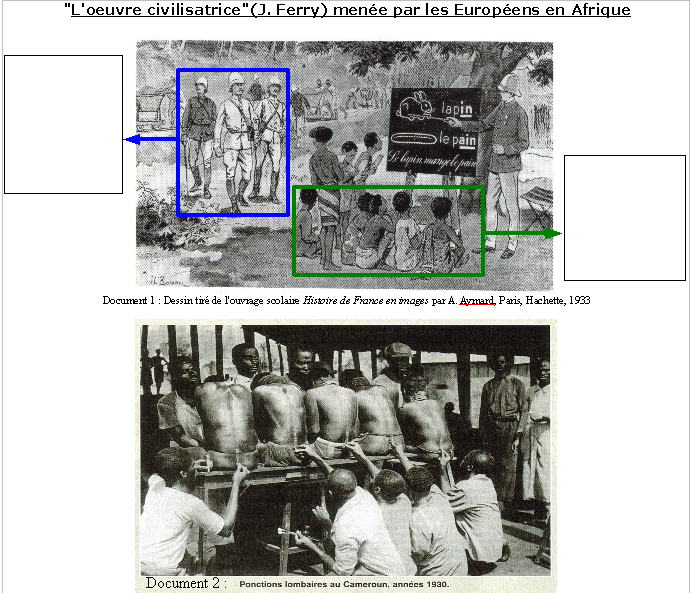 "L'oeuvre civilisatrice"(J. Ferry) menée par les Européens en Afrique
lapin
le pain
Le lapin mange le pain
Document 1 : Dessin tiré de l'ouvrage scolaire Histoire de France en images par A. Aymard, Paris, Hachette, 1933
Document 2 : Ponctions lombaires au Cameroun, années 1930.